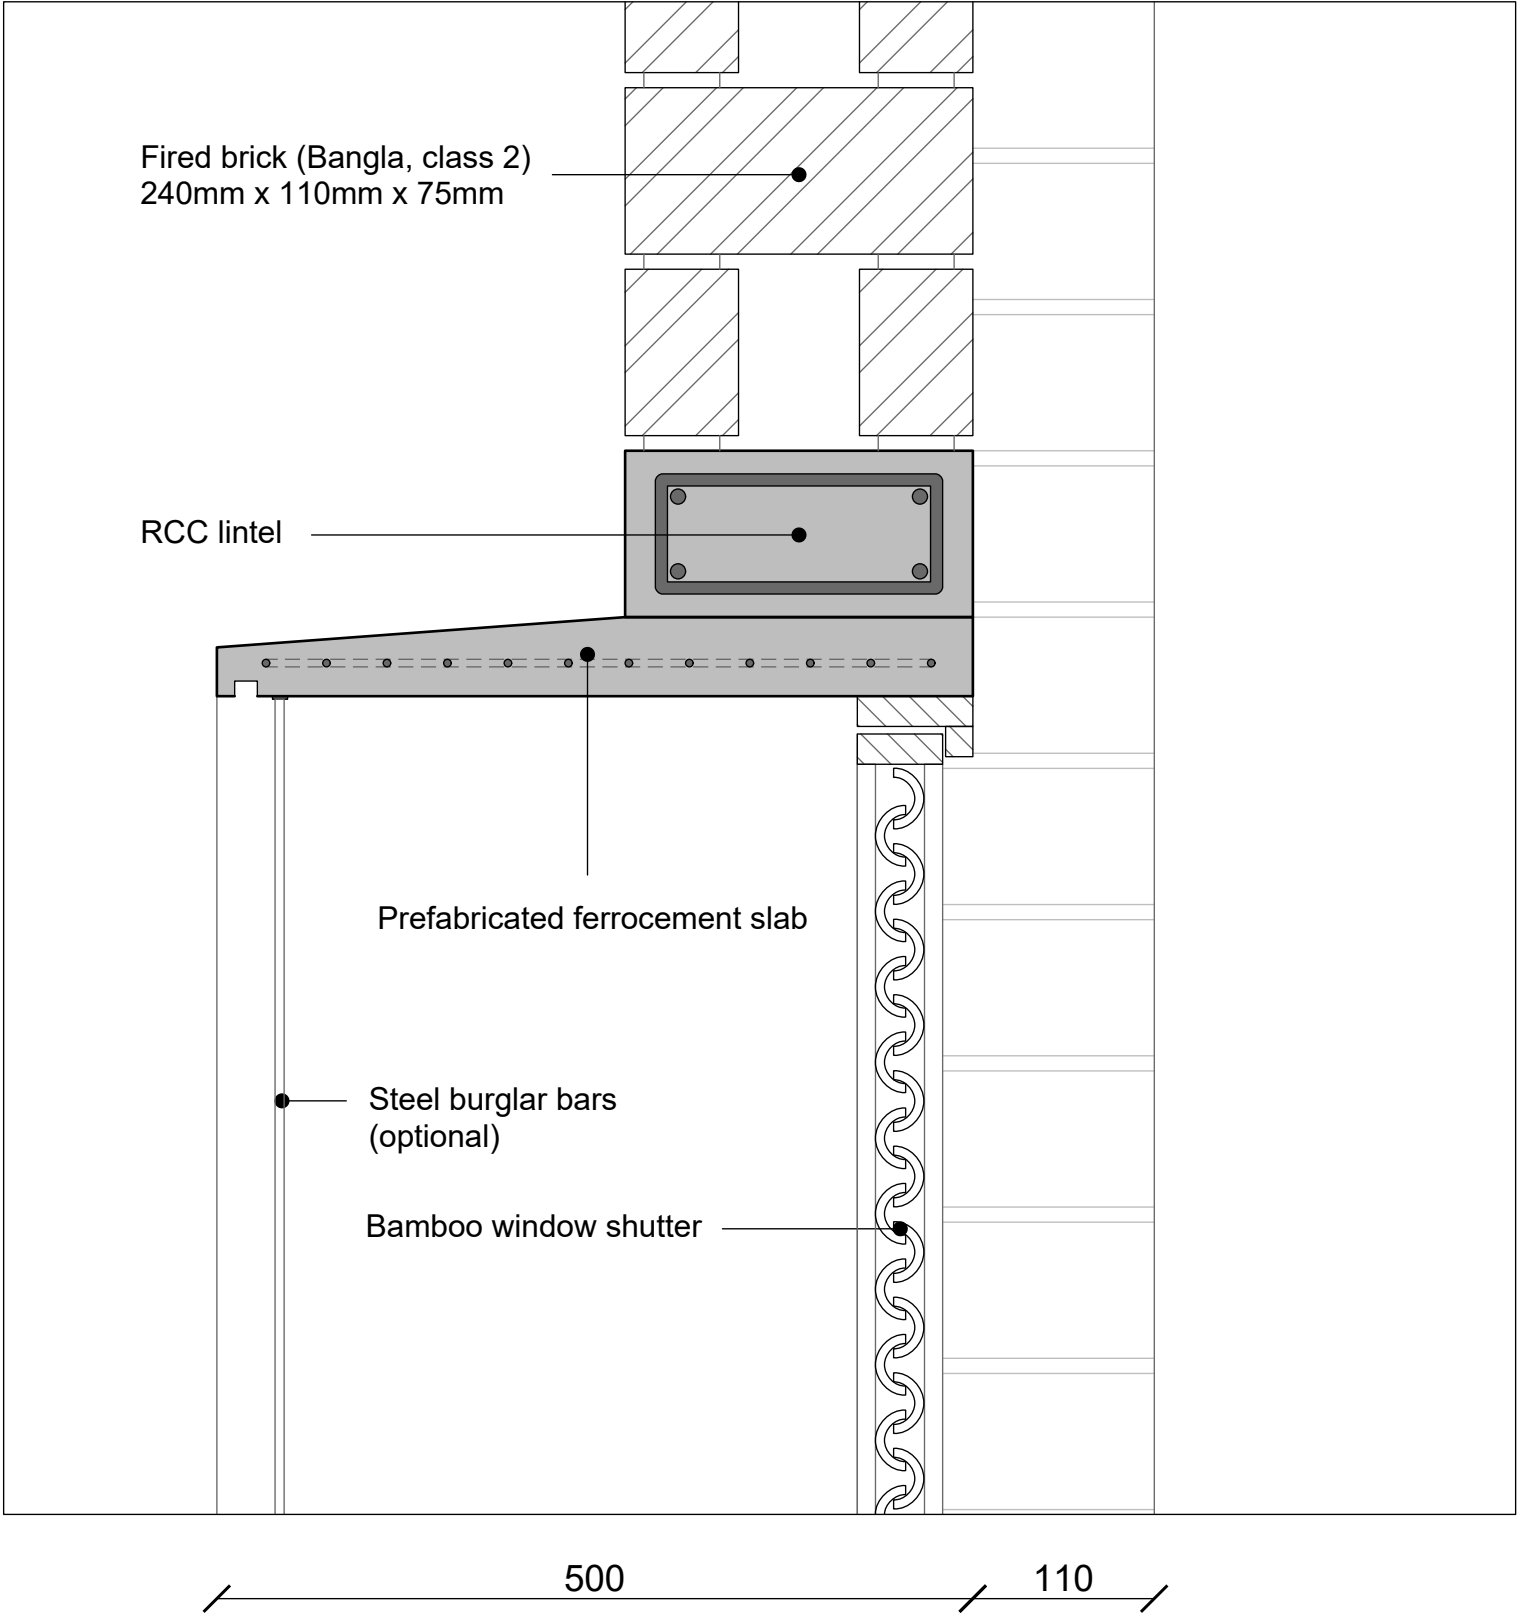 Fired brick (Bangla, class 2)
240mm x 110mm x 75mm
RCC lintel
Prefabricated ferrocement slab
Steel burglar bars
(optional)
Bamboo window shutter
500
110